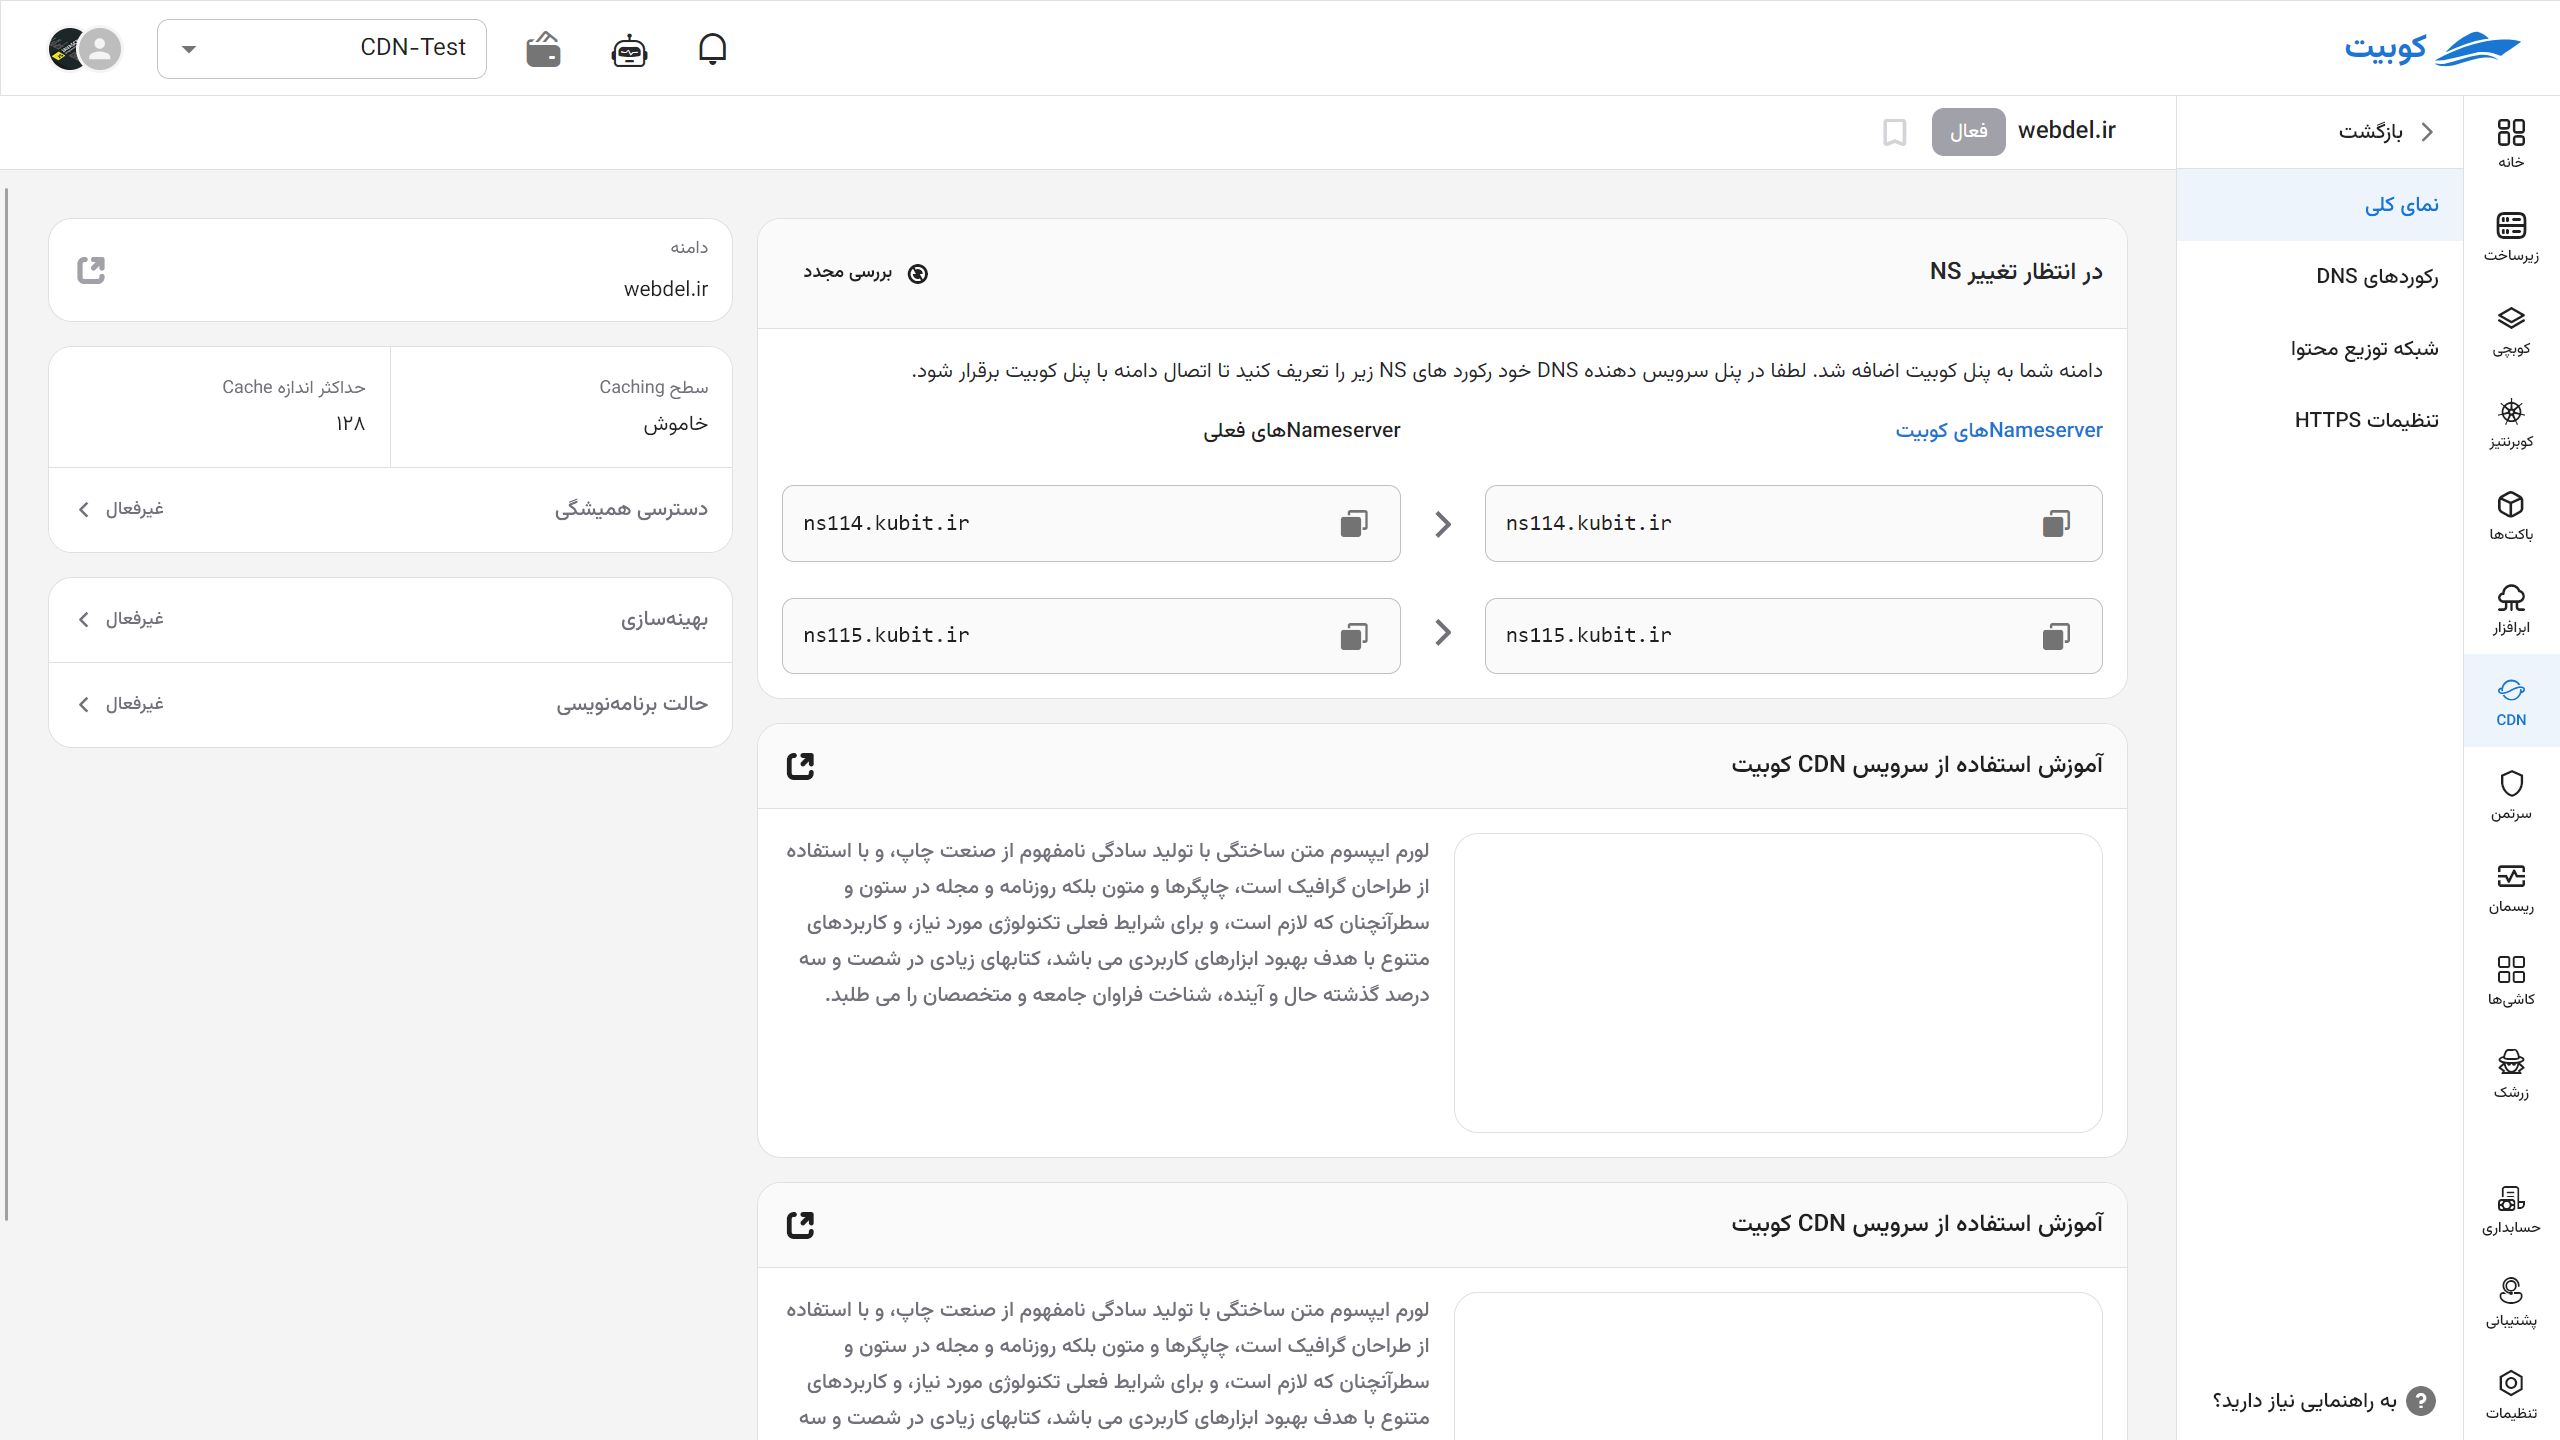 کوبیت
CDN-Test
خانه
زیرساخت
کوبچی
کوبرنتیز
باکت‌ها
ابرافزار
CDN
سرتمن
ریسمان
کاشی‌ها
زرشک
حسابداری
پشتیبانی
تنظیمات
بازگشت
نمای کلی
رکوردهای DNS
شبکه توزیع محتوا
تنظیمات HTTPS
به راهنمایی نیاز دارید؟
webdel.ir فعال
در انتظار تغییر NS
بررسی مجدد
دامنه شما به پنل کوبیت اضافه شد. لطفا در پنل سرویس دهنده DNS خود رکورد های NS زیر را تعریف کنید تا اتصال دامنه با پنل کوبیت برقرار شود.
Nameserverهای کوبیت
Nameserverهای فعلی
ns114.kubit.ir
ns114.kubit.ir
ns115.kubit.ir
ns115.kubit.ir
آموزش استفاده از سرویس CDN کوبیت
لورم ایپسوم متن ساختگی با تولید سادگی نامفهوم از صنعت چاپ، و با استفاده
از طراحان گرافیک است، چاپگرها و متون بلکه روزنامه و مجله در ستون و
سطرآنچنان که لازم است، و برای شرایط فعلی تکنولوژی مورد نیاز، و کاربردهای
متنوع با هدف بهبود ابزارهای کاربردی می باشد، کتابهای زیادی در شصت و سه
درصد گذشته حال و آینده، شناخت فراوان جامعه و متخصصان را می طلبد.
آموزش استفاده از سرویس CDN کوبیت
لورم ایپسوم متن ساختگی با تولید سادگی نامفهوم از صنعت چاپ، و با استفاده
از طراحان گرافیک است، چاپگرها و متون بلکه روزنامه و مجله در ستون و
سطرآنچنان که لازم است، و برای شرایط فعلی تکنولوژی مورد نیاز، و کاربردهای
متنوع با هدف بهبود ابزارهای کاربردی می باشد، کتابهای زیادی در شصت و سه
دامنه
webdel.ir
سطح Caching
خاموش
حداکثر اندازه Cache
۱۲۸
دسترسی همیشگی
غیرفعال
بهینه‌سازی
غیرفعال
حالت برنامه‌نویسی
غیرفعال